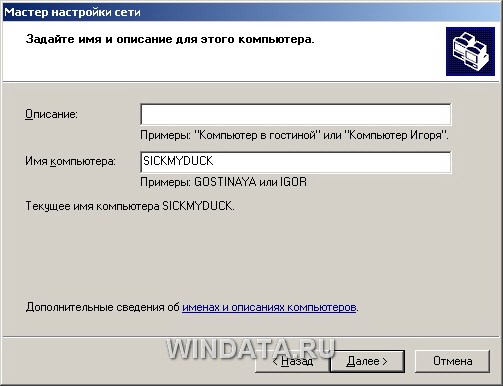 Мастер настройки сети
Задайте имя и описание для этого компьютера.
Описание:
Примеры: "Компьютер в гостиной" или "Компьютер Игоря".
Имя компьютера:
SICKMYDUCK
Примеры: GOSTINAYA или IGOR
Текущее имя компьютера SICKMYDUCK.
Дополнительные сведения об именах и описаниях компьютеров.
WINDATA.RU
< Назад
Далее >
Отмена